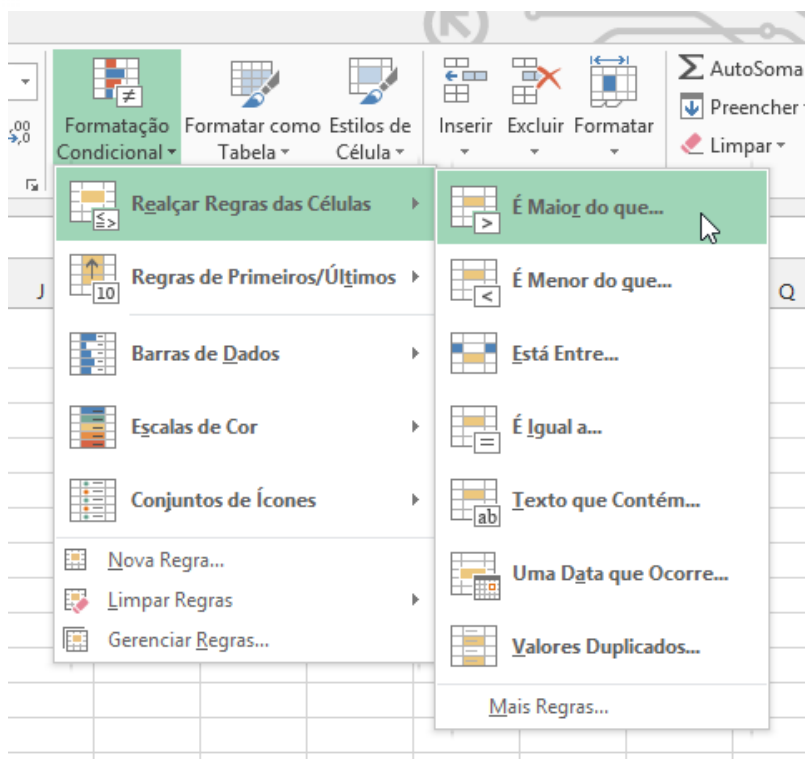 Formatação
Condicional
Formatar como
Tabela
Estilos de
Célula
Inserir
Excluir
Formatar
AutoSoma
Preencher
Limpar
,00
,0
Realçar Regras das Células
Regras de Primeiros/Últimos
10
Barras de Dados
Escalas de Cor
Conjuntos de Ícones
Nova Regra...
Limpar Regras
Gerenciar Regras...
É Maior do que...
É Menor do que...
Está Entre...
É Igual a...
Texto que Contém...
ab
Uma Data que Ocorre...
Valores Duplicados...
Mais Regras...
J
Q